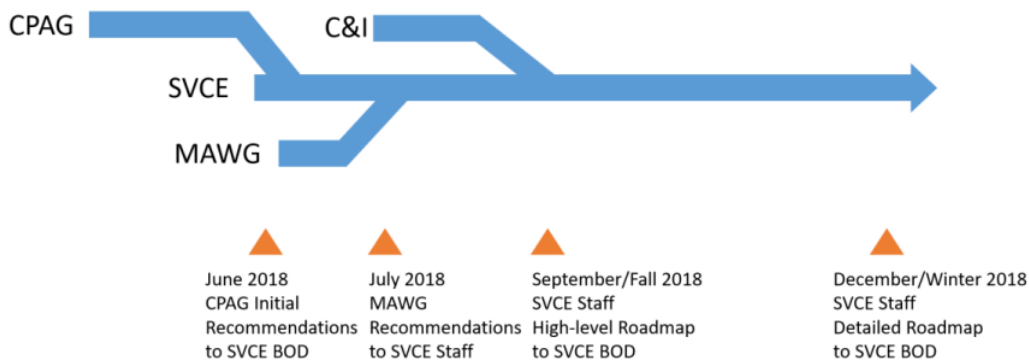 CPAG
C&I
SVCE
MAWG
June 2018
CPAG Initial
Recommendations
to SVCE BOD
July 2018
MAWG
Recommendations
to SVCE Staff
September/Fall 2018
SVCE Staff
High-level Roadmap
to SVCE BOD
December/Winter 2018
SVCE Staff
Detailed Roadmap
to SVCE BOD